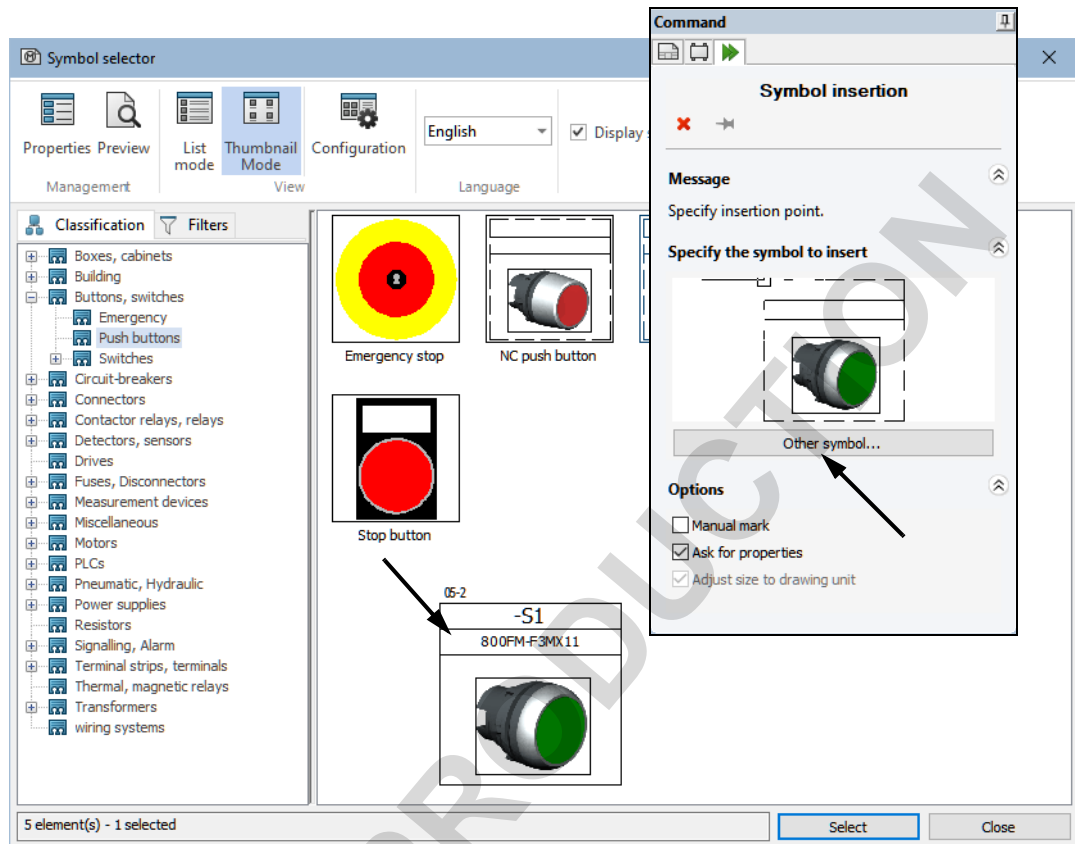 Command
Symbol selector
Symbol insertion
Properties Preview
List mode
Thumbnail Mode
Configuration
English
Display
Management
View
Language
Message
Specify insertion point.
Specify the symbol to insert
Classification
Filters
Boxes, cabinets
Building
Buttons, switches
Emergency
Push buttons
Switches
Circuit-breakers
Connectors
Contactor relays, relays
Detectors, sensors
Drives
Fuses, Disconnectors
Measurement devices
Miscellaneous
Motors
PLCs
Pneumatic, Hydraulic
Power supplies
Resistors
Signalling, Alarm
Terminal strips, terminals
Thermal, magnetic relays
Transformers
wiring systems
Emergency stop
NC push button
Stop button
Other symbol...
Options
Manual mark
Ask for properties
Adjust size to drawing unit
05-2
-S1
800FM-F3MX11
5 element(s) - 1 selected
Select
Close
PRODUCTION